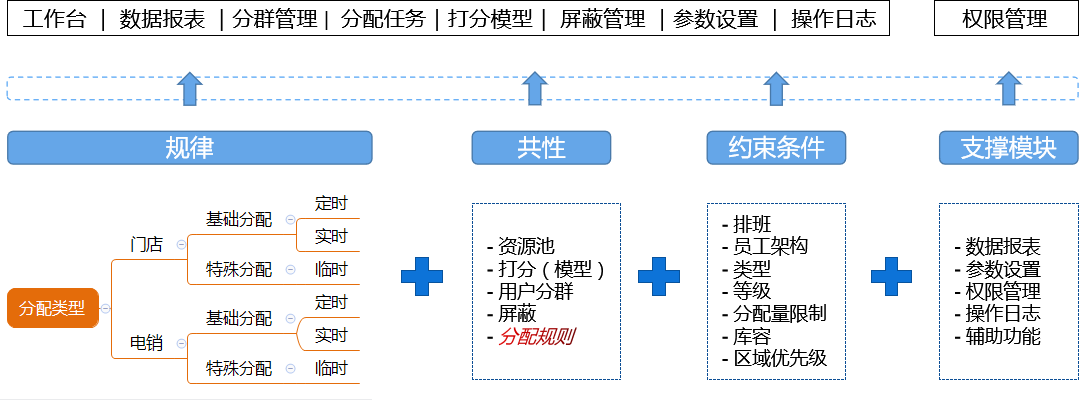 工作台 | 数据报表 | 分群管理 | 分配任务 | 打分模型 | 屏蔽管理 | 参数设置 | 操作日志
权限管理
规律
共性
约束条件
支撑模块
分配类型
门店
基础分配
定时
实时
特殊分配
临时
电销
基础分配
定时
实时
特殊分配
临时
- 资源池
- 打分（模型）
- 用户分群
- 屏蔽
- 分配规则
- 排班
- 员工架构
- 类型
- 等级
- 分配量限制
- 库容
- 区域优先级
- 数据报表
- 参数设置
- 权限管理
- 操作日志
- 辅助功能